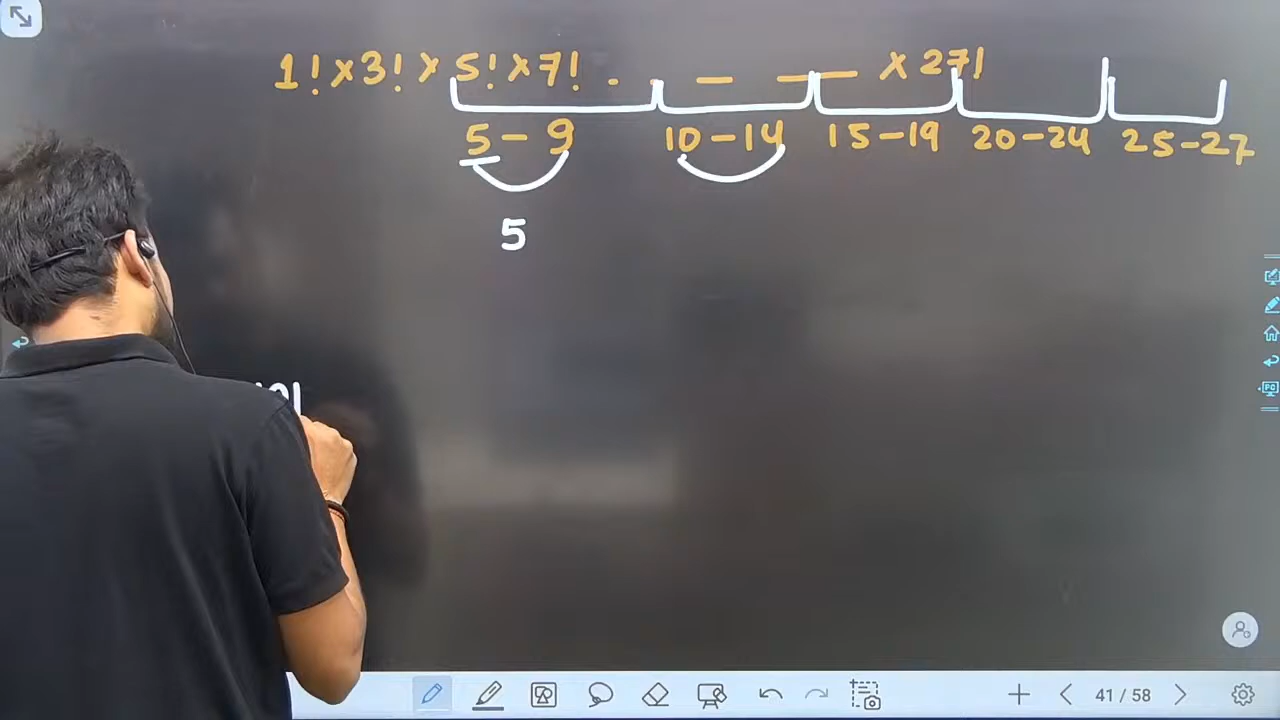 1! × 3! × 5! × 7! . . — — — × 27!
5 – 9 10 – 14 15 – 19 20 – 24 25 – 27
5
41 / 58